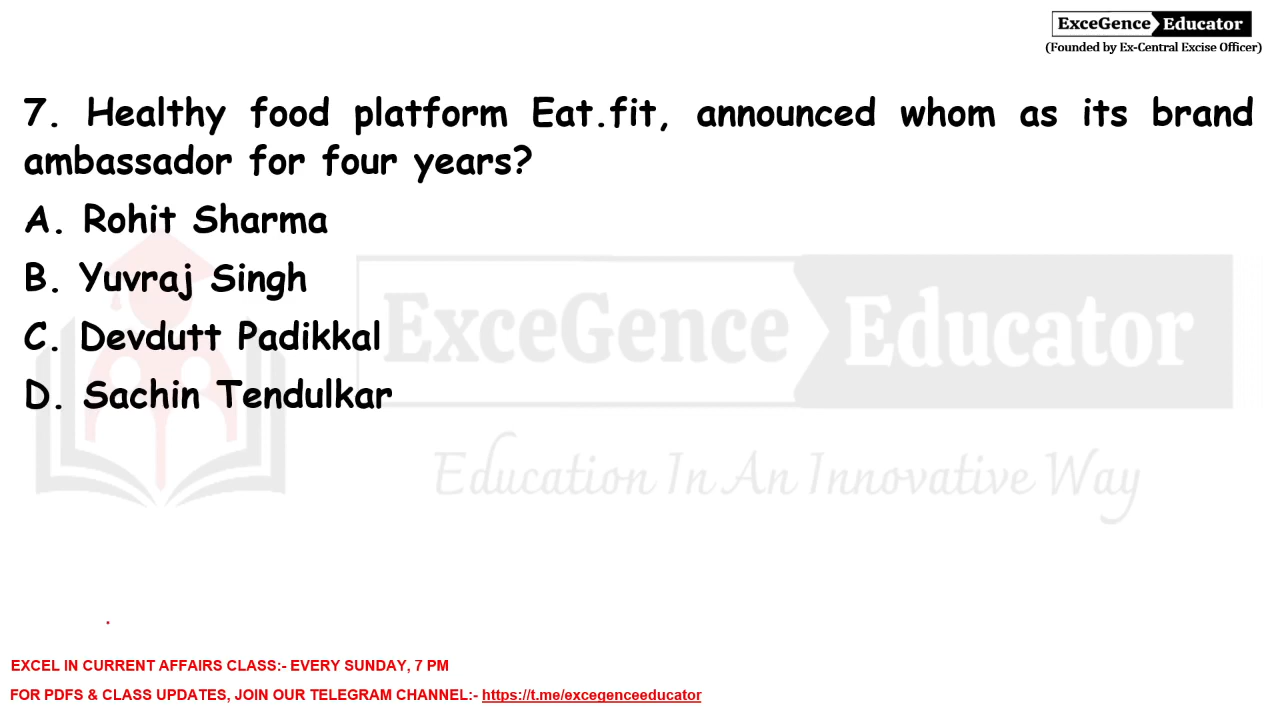 ExceGence Educator
(Founded by Ex-Central Excise Officer)
7. Healthy food platform Eat.fit, announced whom as its brand
ambassador for four years?
A. Rohit Sharma
B. Yuvraj Singh
C. Devdutt Padikkal
D. Sachin Tendulkar
ExceGence Educator
Education In An Innovative Way
EXCEL IN CURRENT AFFAIRS CLASS:- EVERY SUNDAY, 7 PM
FOR PDFS & CLASS UPDATES, JOIN OUR TELEGRAM CHANNEL:- https://t.me/excegenceeducator